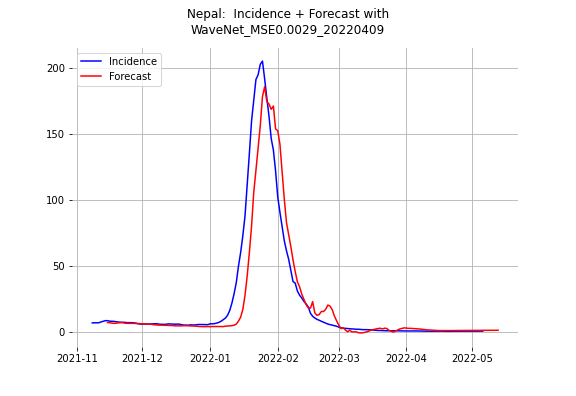 Nepal:  Incidence + Forecast with
WaveNet_MSE0.0029_20220409
Incidence
Forecast
200
150
100
50
0
2021-11 2021-12 2022-01 2022-02 2022-03 2022-04 2022-05